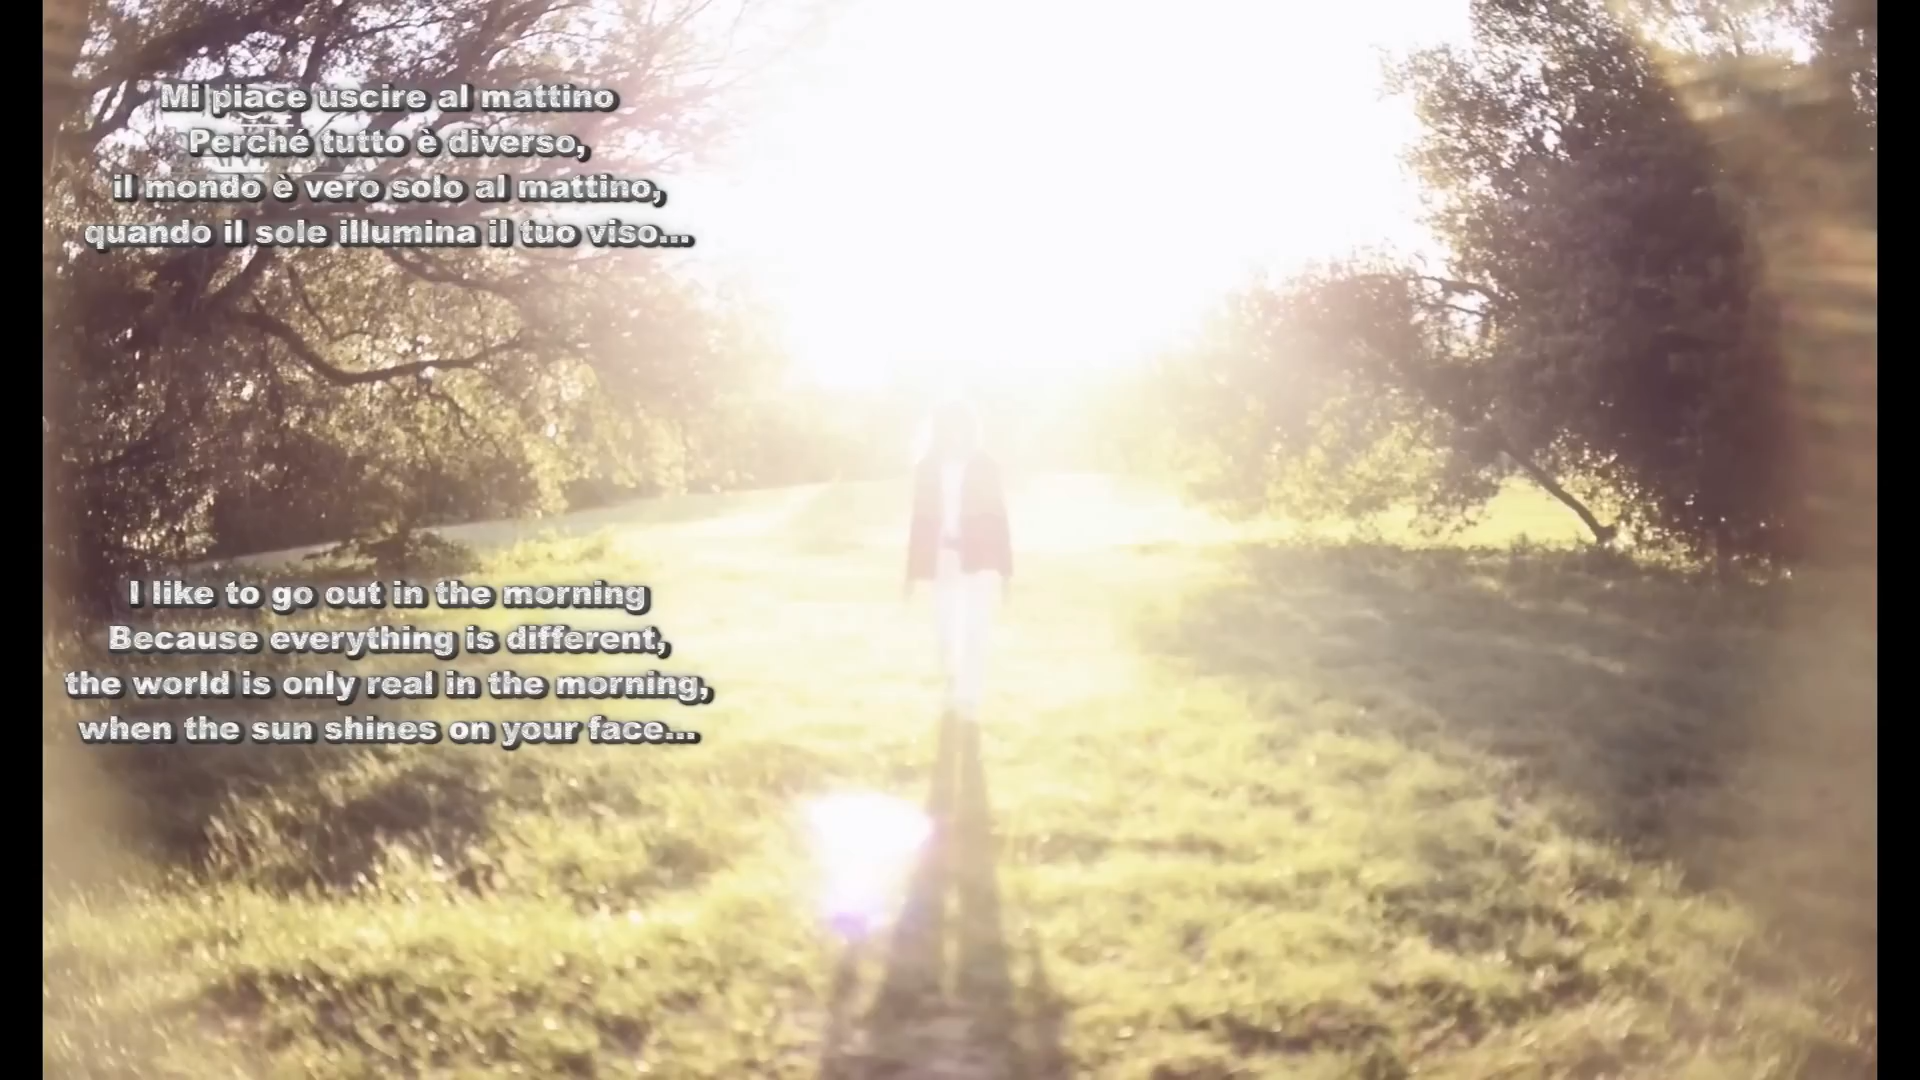 Mi piace uscire al mattino
Perché tutto è diverso,
il mondo è vero solo al mattino,
quando il sole illumina il tuo viso...
I like to go out in the morning
Because everything is different,
the world is only real in the morning,
when the sun shines on your face...